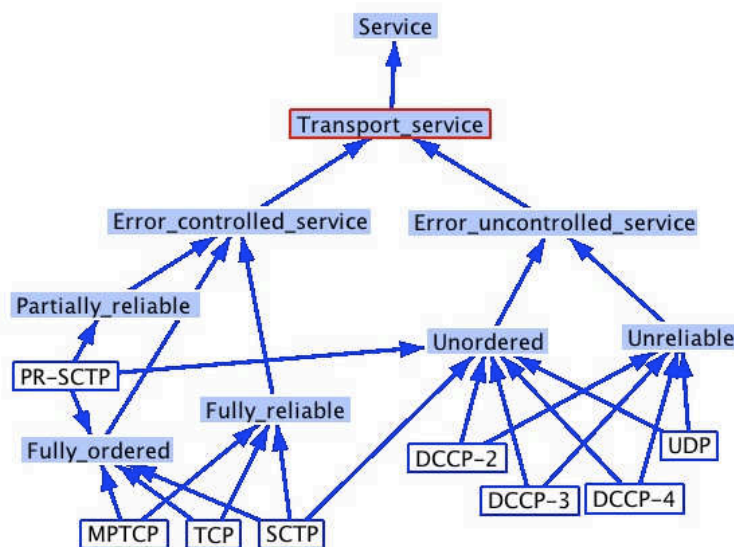 Service
Transport_service
Error_controlled_service
Error_uncontrolled_service
Partially_reliable
Unordered
Unreliable
PR-SCTP
Fully_reliable
Fully_ordered
UDP
DCCP-2
DCCP-3
DCCP-4
MPTCP
TCP
SCTP